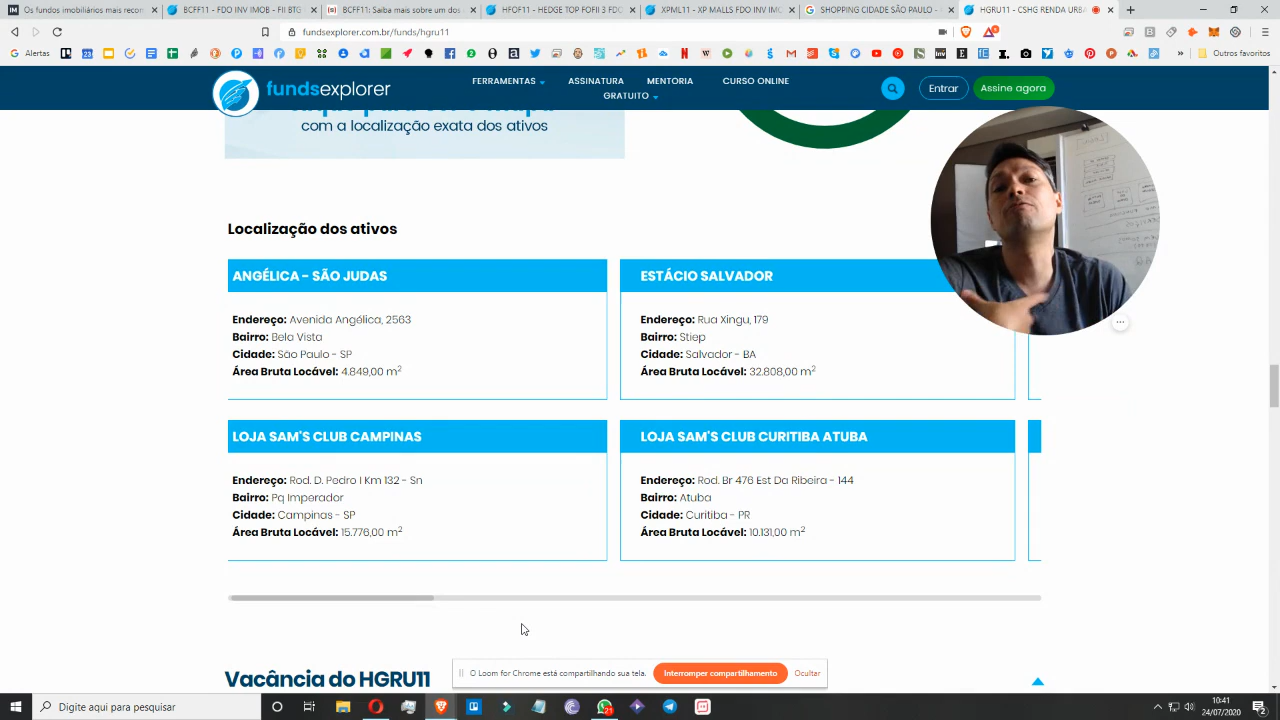 Os fundos imobiliários mais recon
BCFF11 - FDO INV IMOB - FII BTG
BCFF11: Saiba mais sobre um dos
HFOF11 - HEDGE TOP FOFII 3 FDO
XPML11 - XP MALLS FDO INV IMO
SHOPPING CIDADE SÃO PAULO -
HGRU11 - CSHG RENDA URBA
fundsexplorer.com.br/funds/hgru11
Alertas
Outros favoritos
fundsexplorer
FERRAMENTAS
ASSINATURA
MENTORIA
CURSO ONLINE
GRATUITO
Entrar
Assine agora
com a localização exata dos ativos
Localização dos ativos
ANGÉLICA - SÃO JUDAS
Endereço: Avenida Angélica, 2563
Bairro: Bela Vista
Cidade: São Paulo - SP
Área Bruta Locável: 4.849,00 m2
ESTÁCIO SALVADOR
Endereço: Rua Xingu, 179
Bairro: Stiep
Cidade: Salvador - BA
Área Bruta Locável: 32.808,00 m2
LOJA SAM'S CLUB CAMPINAS
Endereço: Rod. D. Pedro I Km 132 - Sn
Bairro: Pq Imperador
Cidade: Campinas - SP
Área Bruta Locável: 15.776,00 m2
LOJA SAM'S CLUB CURITIBA ATUBA
Endereço: Rod. Br 476 Est Da Ribeira - 144
Bairro: Atuba
Cidade: Curitiba - PR
Área Bruta Locável: 10.131,00 m2
Vacância do HGRU11
O Loom for Chrome está compartilhando sua tela.
Interromper compartilhamento
Ocultar
Digite aqui para pesquisar
21
10:41
24/07/2020